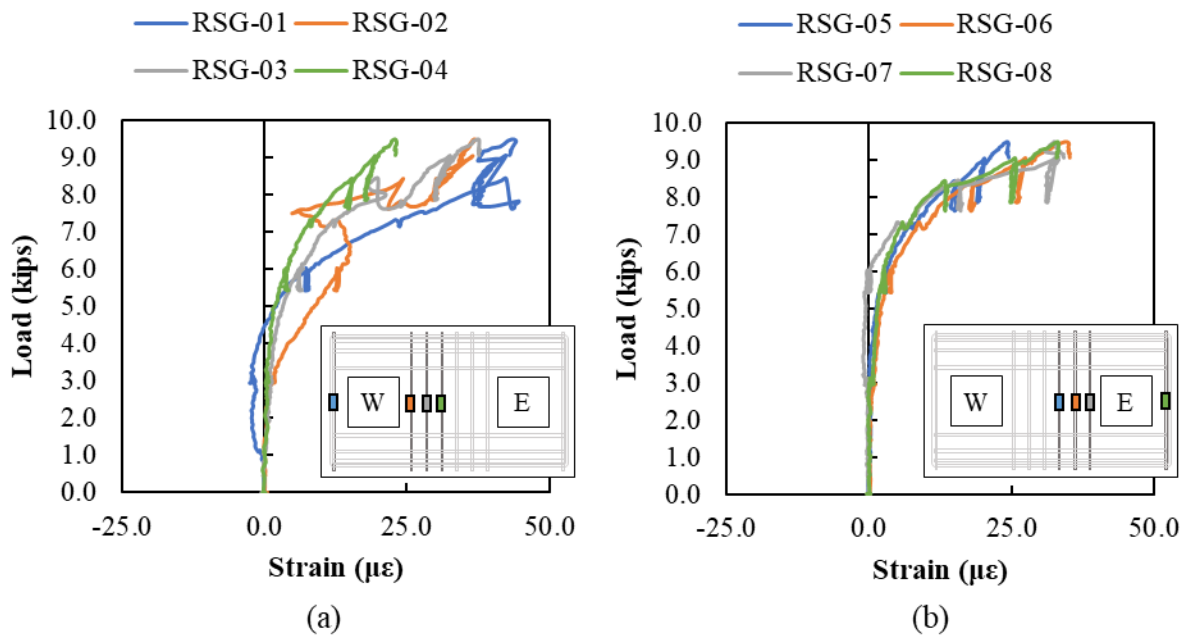 RSG-01 RSG-02
RSG-03 RSG-04
10.0
9.0
8.0
7.0
6.0
5.0
4.0
3.0
2.0
1.0
0.0
Load (kips)
W E
-25.0 0.0 25.0 50.0
Strain (με)
(a)
RSG-05 RSG-06
RSG-07 RSG-08
10.0
9.0
8.0
7.0
6.0
5.0
4.0
3.0
2.0
1.0
0.0
Load (kips)
W E
-25.0 0.0 25.0 50.0
Strain (με)
(b)